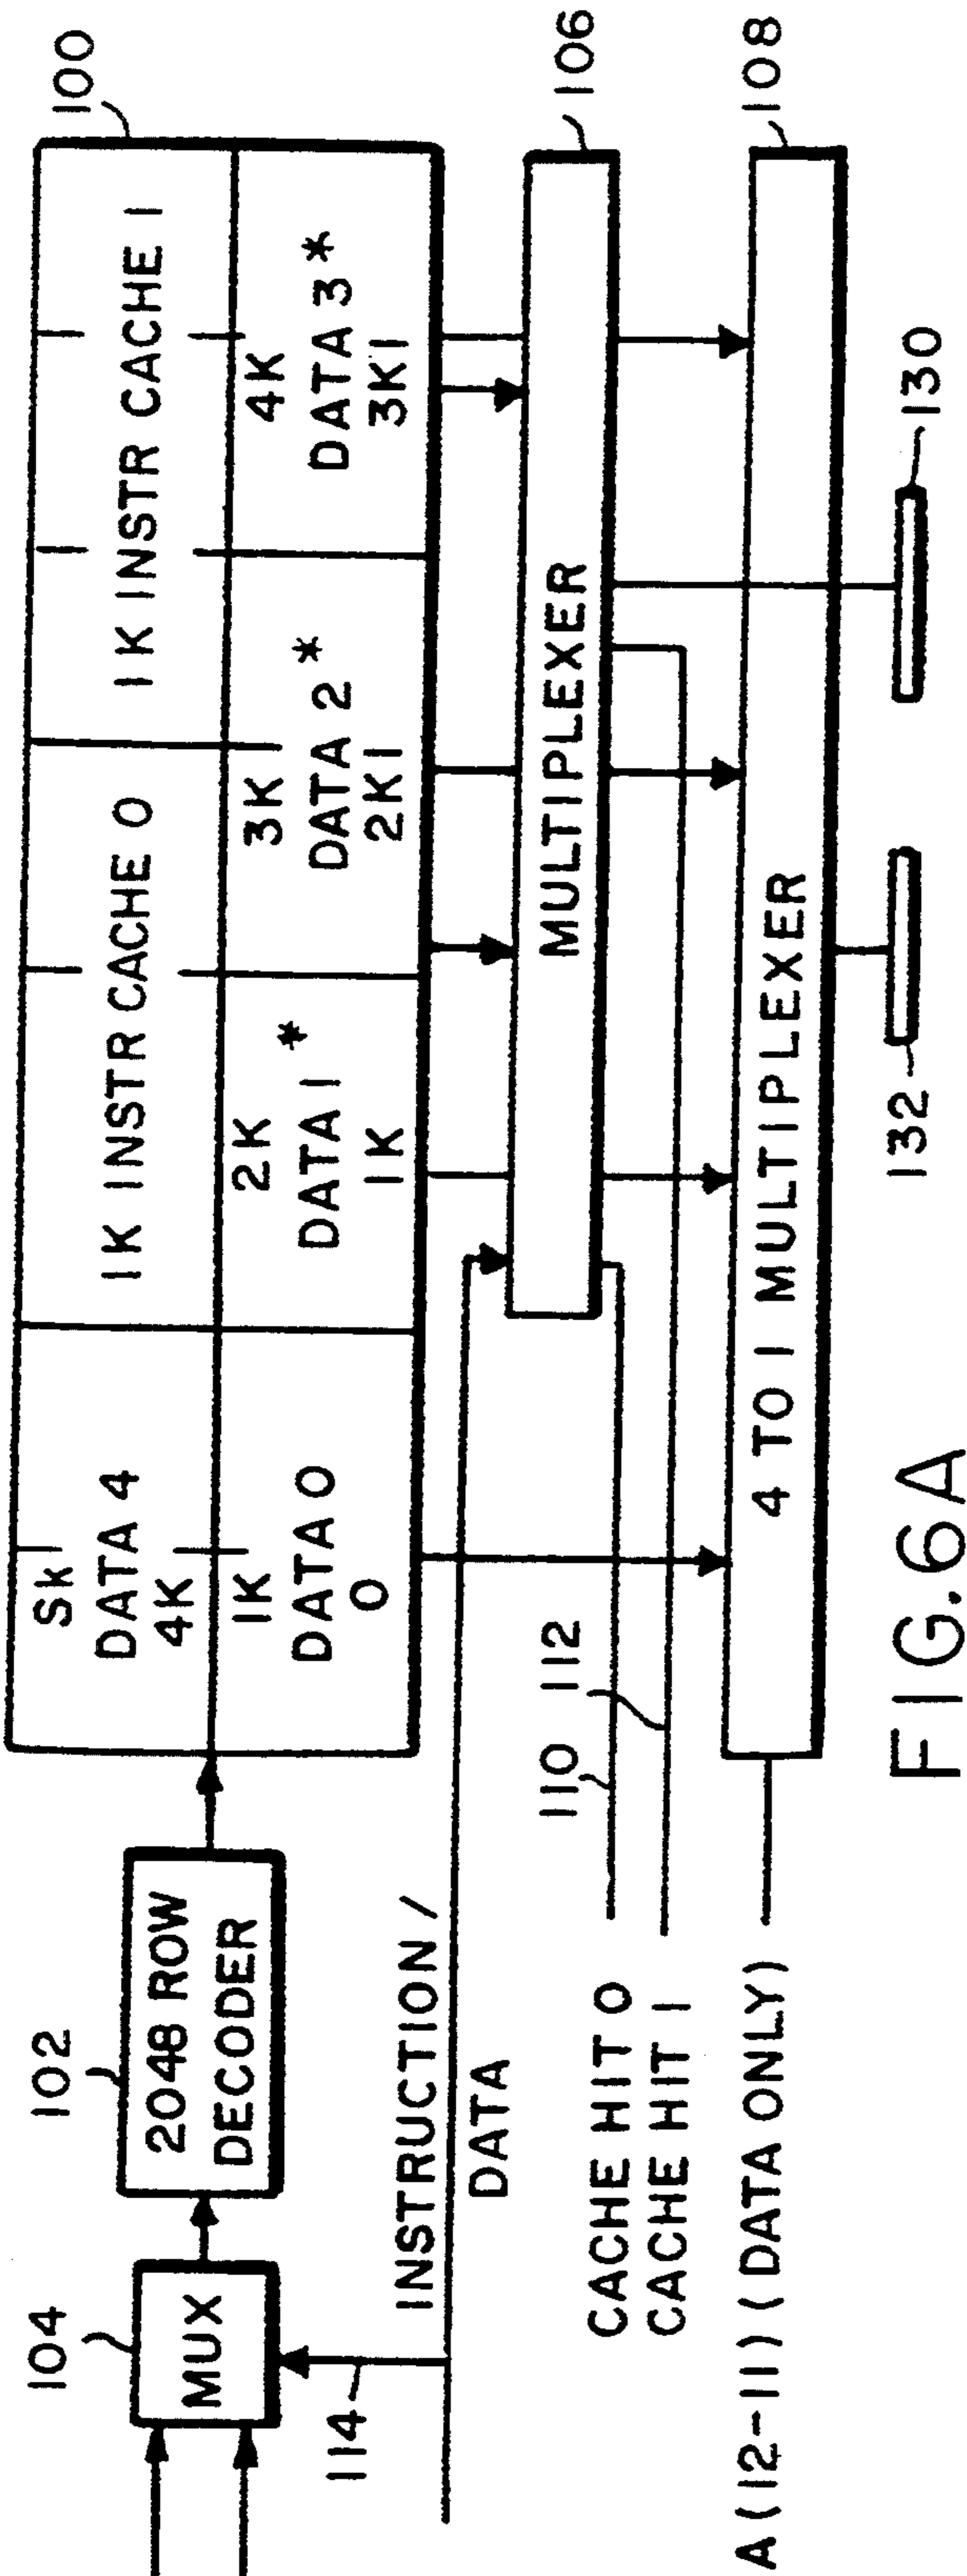 100
Sk
DATA 4
4K
1K INSTR CACHE 0
1K INSTR CACHE 1
1K
DATA 0
0
2K
DATA 1 *
1K
3K
DATA 2 *
2K1
4K
DATA 3 *
3K1
102
2048 ROW
DECODER
104
MUX
114
INSTRUCTION /
DATA
MULTIPLEXER
106
110
112
CACHE HIT 0
CACHE HIT 1
A (12-11) (DATA ONLY)
4 TO 1 MULTIPLEXER
108
132
130
FIG. 6A